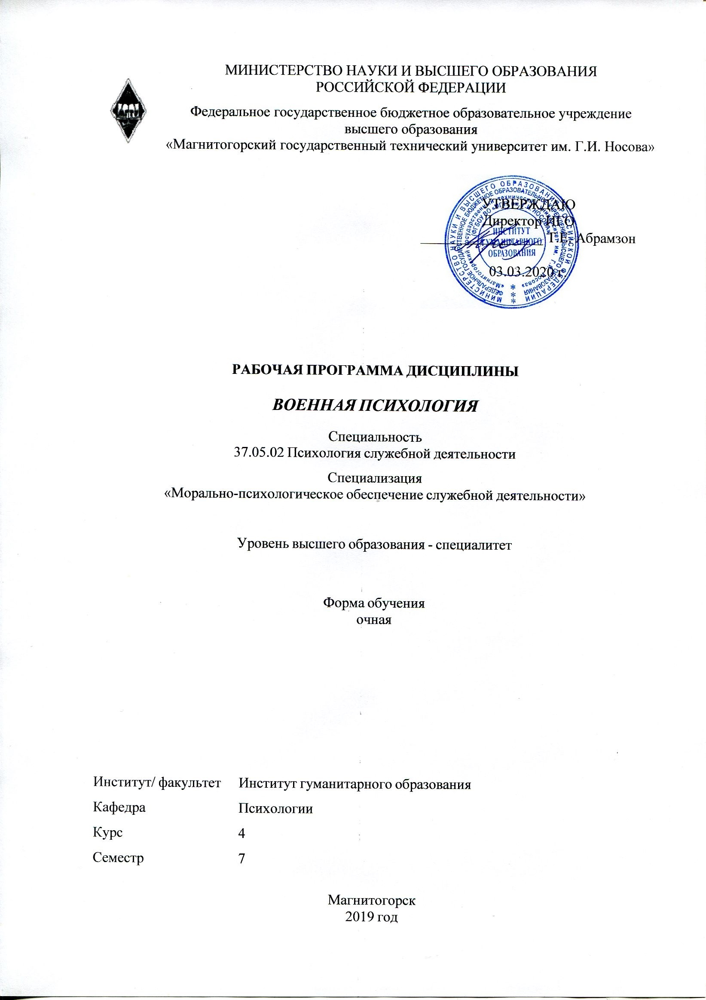 МИНИСТЕРСТВО НАУКИ И ВЫСШЕГО ОБРАЗОВАНИЯ
РОССИЙСКОЙ ФЕДЕРАЦИИ
Федеральное государственное бюджетное образовательное учреждение
высшего образования
«Магнитогорский государственный технический университет им. Г.И. Носова»
УТВЕРЖДАЮ
Директор ИГО
Т.Е. Абрамзон
03.03.2020 г.
МИНИСТЕРСТВО НАУКИ И ВЫСШЕГО ОБРАЗОВАНИЯ РОССИЙСКОЙ ФЕДЕРАЦИИ
ФЕДЕРАЛЬНОЕ ГОСУДАРСТВЕННОЕ БЮДЖЕТНОЕ ОБРАЗОВАТЕЛЬНОЕ УЧРЕЖДЕНИЕ ВЫСШЕГО ОБРАЗОВАНИЯ
«Магнитогорский государственный технический университет им. Г.И. Носова»
(ФГБОУ ВО «МГТУ им. Г.И. НОСОВА»)
ИНСТИТУТ
ГУМАНИТАРНОГО
ОБРАЗОВАНИЯ
РАБОЧАЯ ПРОГРАММА ДИСЦИПЛИНЫ
ВОЕННАЯ ПСИХОЛОГИЯ
Специальность
37.05.02 Психология служебной деятельности
Специализация
«Морально-психологическое обеспечение служебной деятельности»
Уровень высшего образования - специалитет
Форма обучения
очная
Институт/ факультет Институт гуманитарного образования
Кафедра Психологии
Курс 4
Семестр 7
Магнитогорск
2019 год